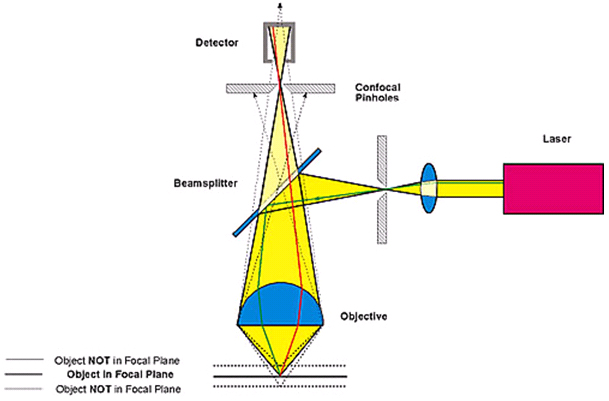 Detector
Confocal
Pinholes
Laser
Beamsplitter
Objective
Object NOT in Focal Plane
Object in Focal Plane
Object NOT in Focal Plane